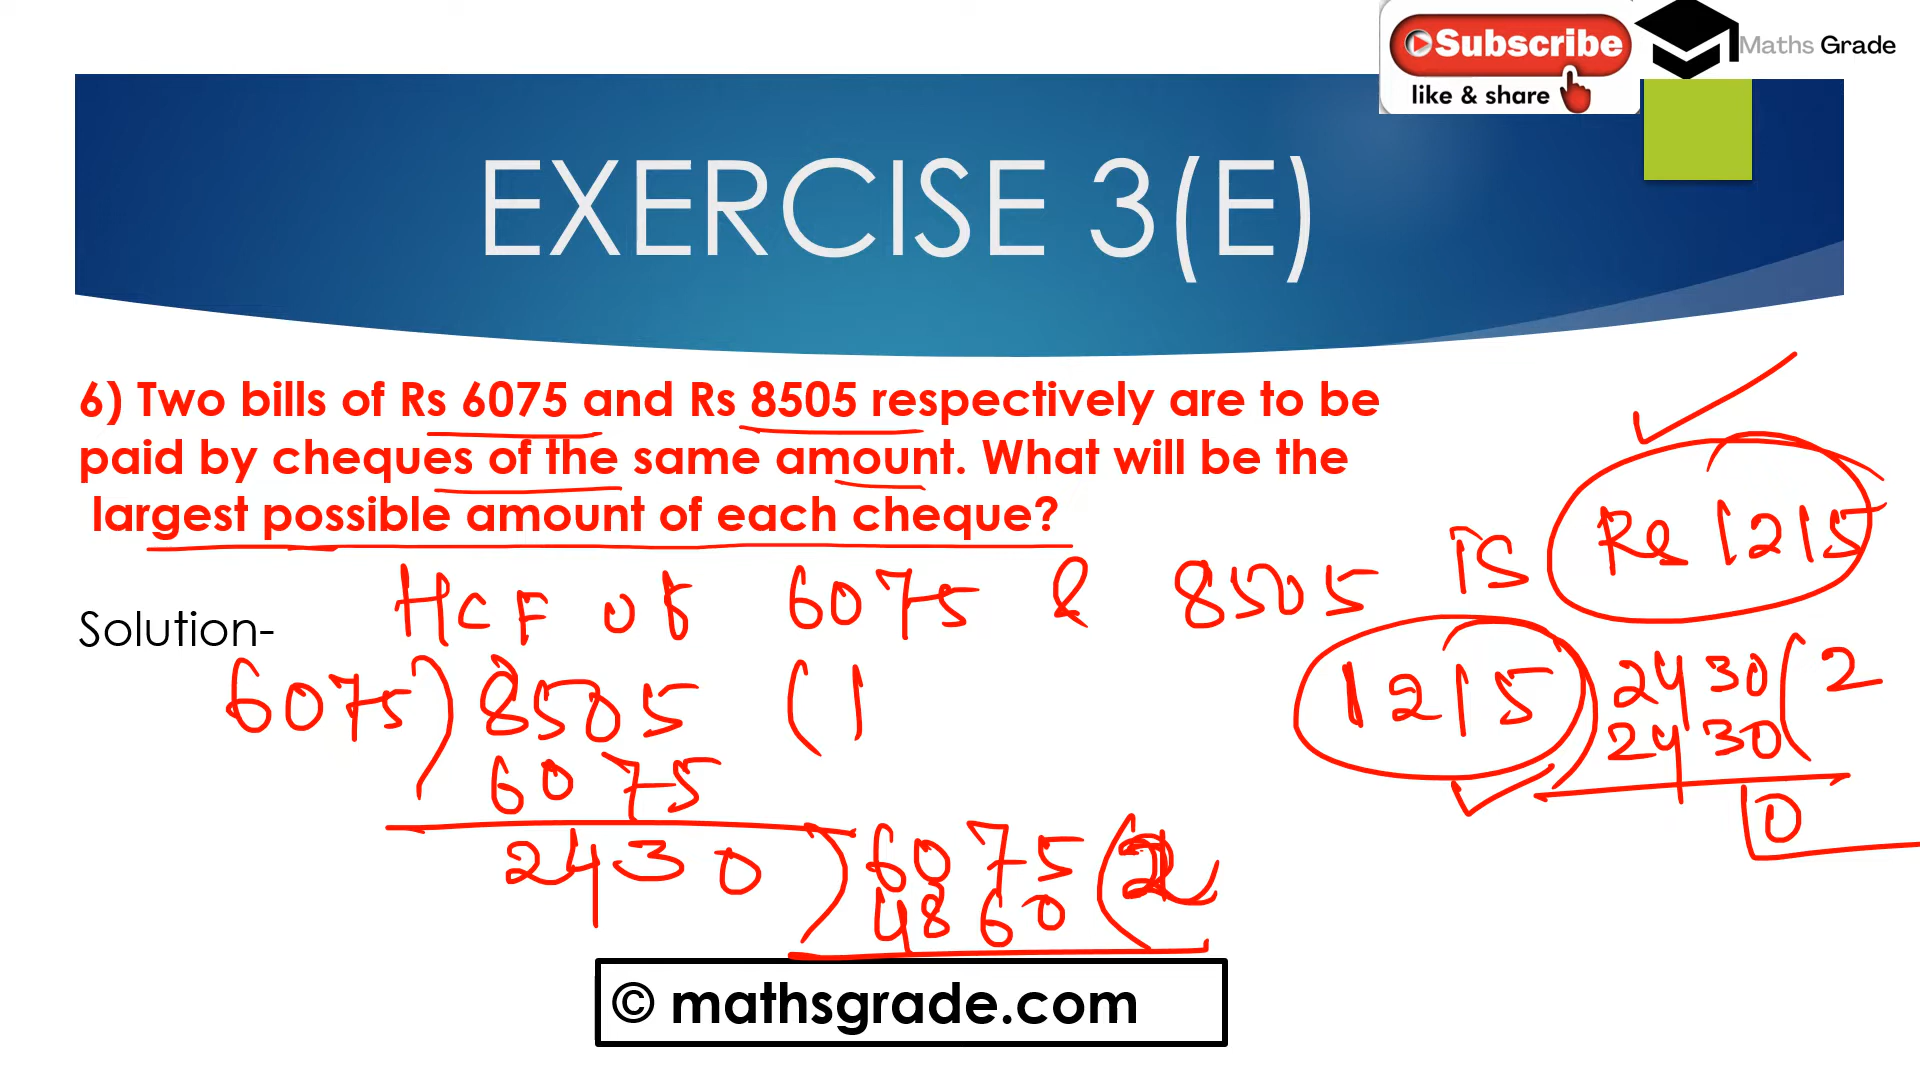 Subscribe
like & share
Maths Grade
EXERCISE 3(E)
6) Two bills of Rs 6075 and Rs 8505 respectively are to be
paid by cheques of the same amount. What will be the
largest possible amount of each cheque?
Solution-
HCF of 6075 & 8505 is Rs 1215
6075) 8505 (1
6075
2430) 6075 (2
4860
1215) 2430 (2
2430
0
© mathsgrade.com